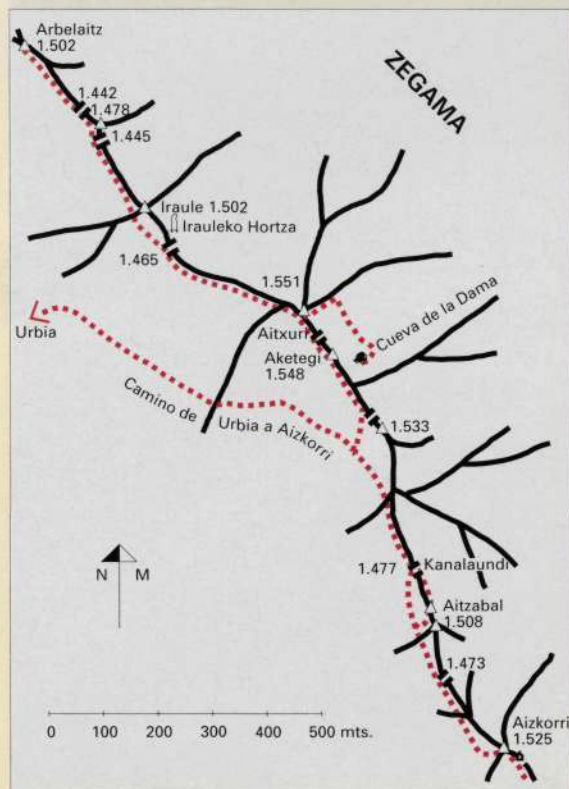 Arbelaitz
1.502
ZEGAMA
1.442
1.478
1.445
Iraule 1.502
Irauleko Hortza
1.465
1.551
Aitxuri
Cueva de la Dama
Urbia
Aketegi
1.548
Camino de Urbia a Aizkorri
1.533
N M
1.477
Kanalaundi
Aitzabal
1.508
1.473
Aizkorri
1.525
0 100 200 300 400 500 mts.